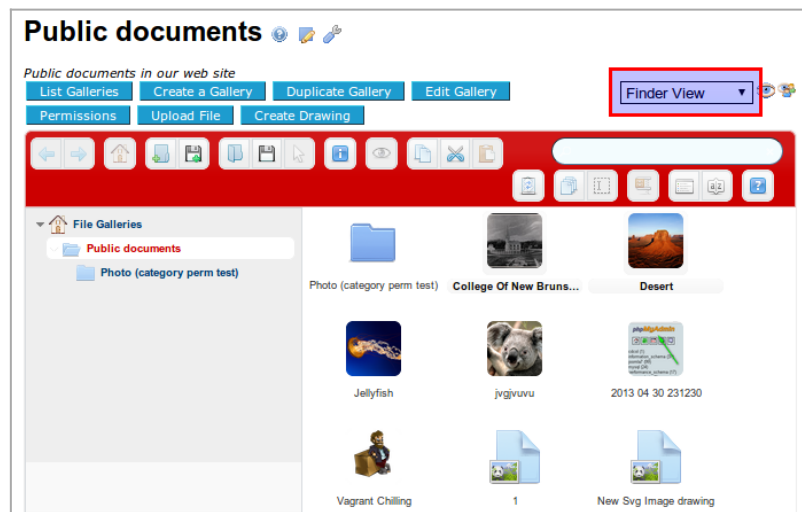 Public documents
Public documents in our web site
List Galleries Create a Gallery Duplicate Gallery Edit Gallery
Finder View
Permissions Upload File Create Drawing
File Galleries
Public documents
Photo (category perm test)
Photo (category perm test) College Of New Bruns... Desert
phpMyAdmin
Jellyfish jvgjvuvu 2013 04 30 231230
Vagrant Chilling 1 New Svg Image drawing